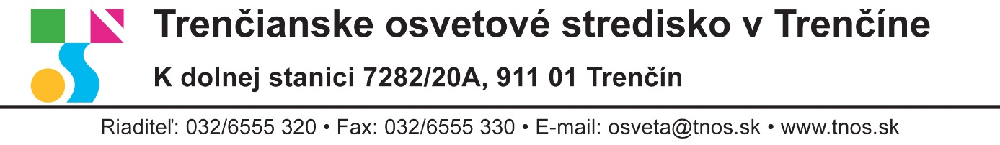 Trenčianske osvetové stredisko v Trenčíne
K dolnej stanici 7282/20A, 911 01 Trenčín
Riaditeľ: 032/6555 320 • Fax: 032/6555 330 • E-mail: osveta@tnos.sk • www.tnos.sk